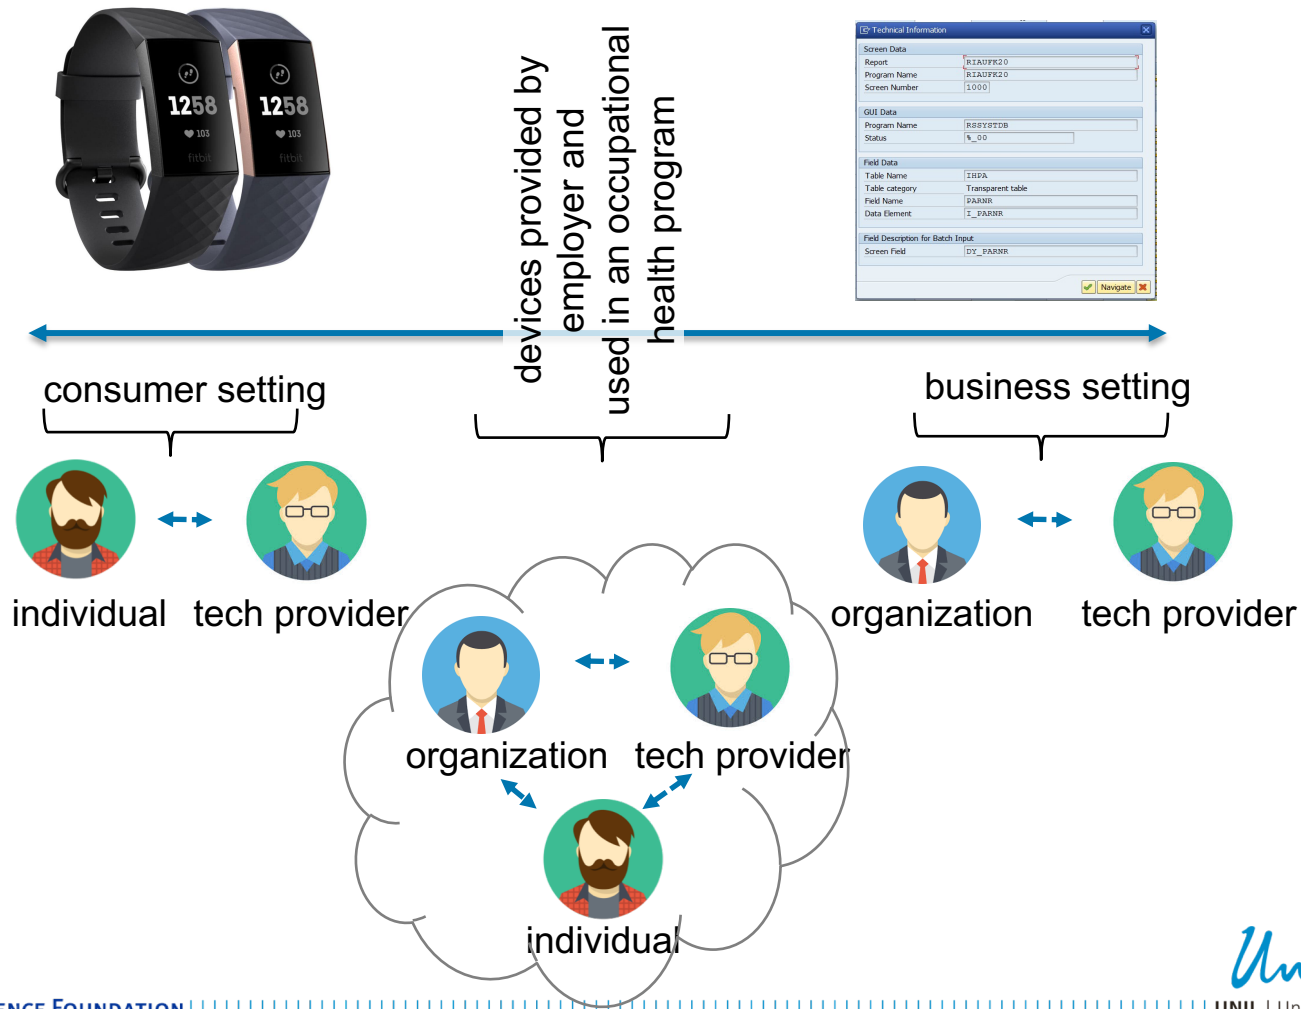 1258
103
fitbit
1258
103
fitbit
devices provided by
employer and
used in an occupational
health program
Technical Information
Screen Data
Report RIAUFK20
Program Name RIAUFK20
Screen Number 1000
GUI Data
Program Name RSSYSTDB
Status %_00
Field Data
Table Name IHPA
Table category Transparent table
Field Name PARNR
Data Element I_PARNR
Field Description for Batch Input
Screen Field DY_PARNR
Navigate
consumer setting
business setting
individual
tech provider
organization
tech provider
organization
tech provider
individual
FOUNDATION